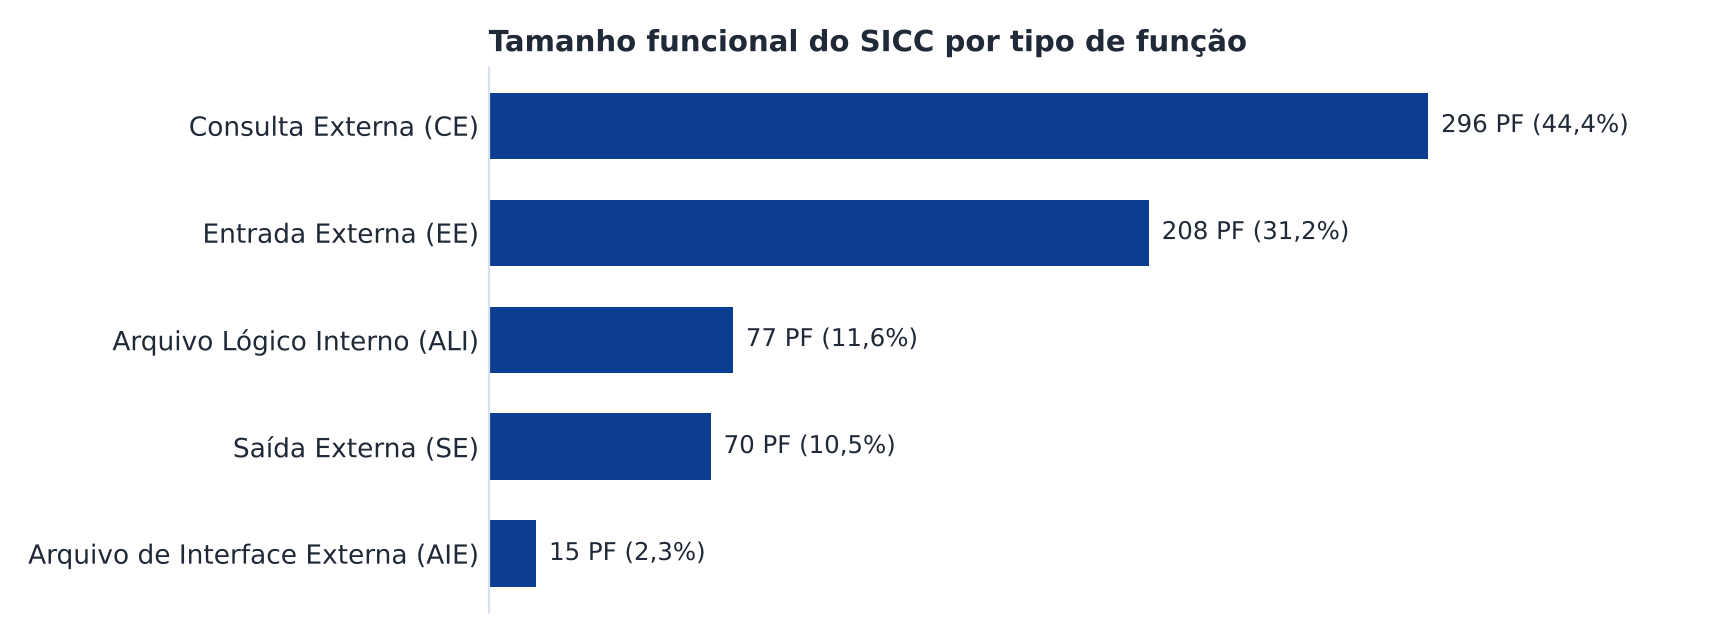 Tamanho funcional do SICC por tipo de função
Consulta Externa (CE) 296 PF (44,4%)
Entrada Externa (EE) 208 PF (31,2%)
Arquivo Lógico Interno (ALI) 77 PF (11,6%)
Saída Externa (SE) 70 PF (10,5%)
Arquivo de Interface Externa (AIE) 15 PF (2,3%)